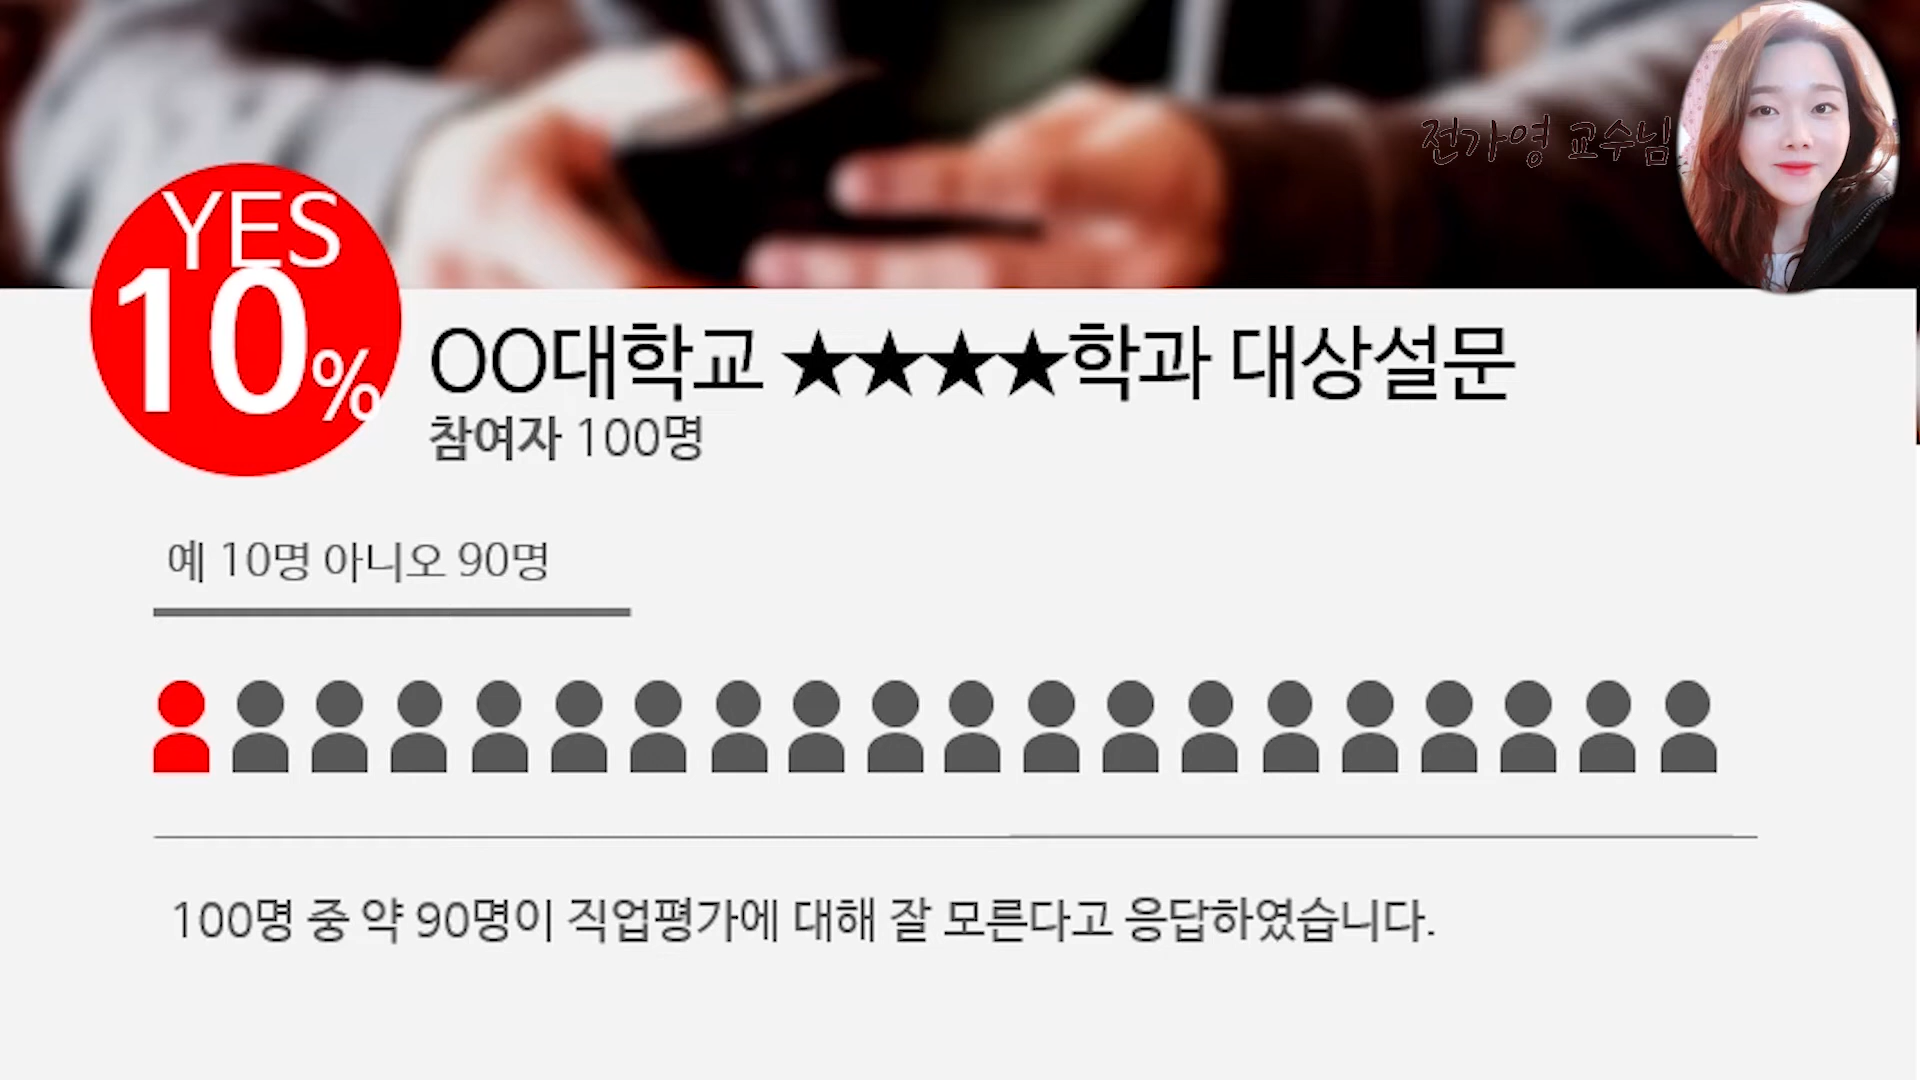 전가영 교수님
YES
10%
OO대학교 ★★★★학과 대상설문
참여자 100명
예 10명 아니오 90명
100명 중 약 90명이 직업평가에 대해 잘 모른다고 응답하였습니다.